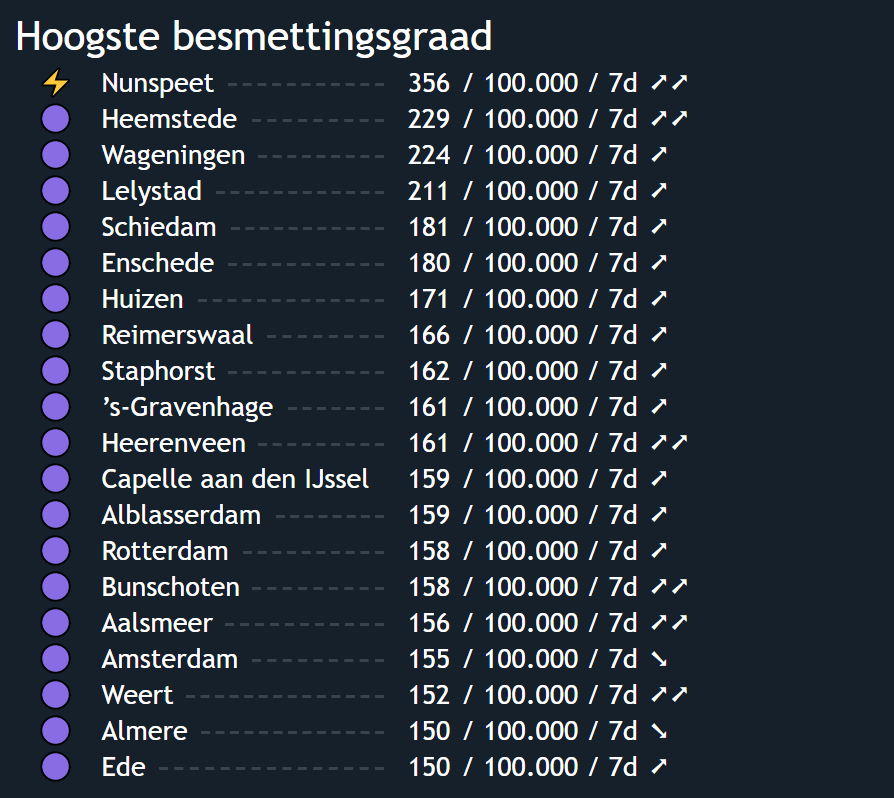 Hoogste besmettingsgraad
Nunspeet 356 / 100.000 / 7d ➚➚
Heemstede 229 / 100.000 / 7d ➚➚
Wageningen 224 / 100.000 / 7d ➚
Lelystad 211 / 100.000 / 7d ➚
Schiedam 181 / 100.000 / 7d ➚
Enschede 180 / 100.000 / 7d ➚
Huizen 171 / 100.000 / 7d ➚
Reimerswaal 166 / 100.000 / 7d ➚
Staphorst 162 / 100.000 / 7d ➚
’s-Gravenhage 161 / 100.000 / 7d ➚
Heerenveen 161 / 100.000 / 7d ➚➚
Capelle aan den IJssel 159 / 100.000 / 7d ➚
Alblasserdam 159 / 100.000 / 7d ➚
Rotterdam 158 / 100.000 / 7d ➚
Bunschoten 158 / 100.000 / 7d ➚➚
Aalsmeer 156 / 100.000 / 7d ➚➚
Amsterdam 155 / 100.000 / 7d ➘
Weert 152 / 100.000 / 7d ➚➚
Almere 150 / 100.000 / 7d ➘
Ede 150 / 100.000 / 7d ➚